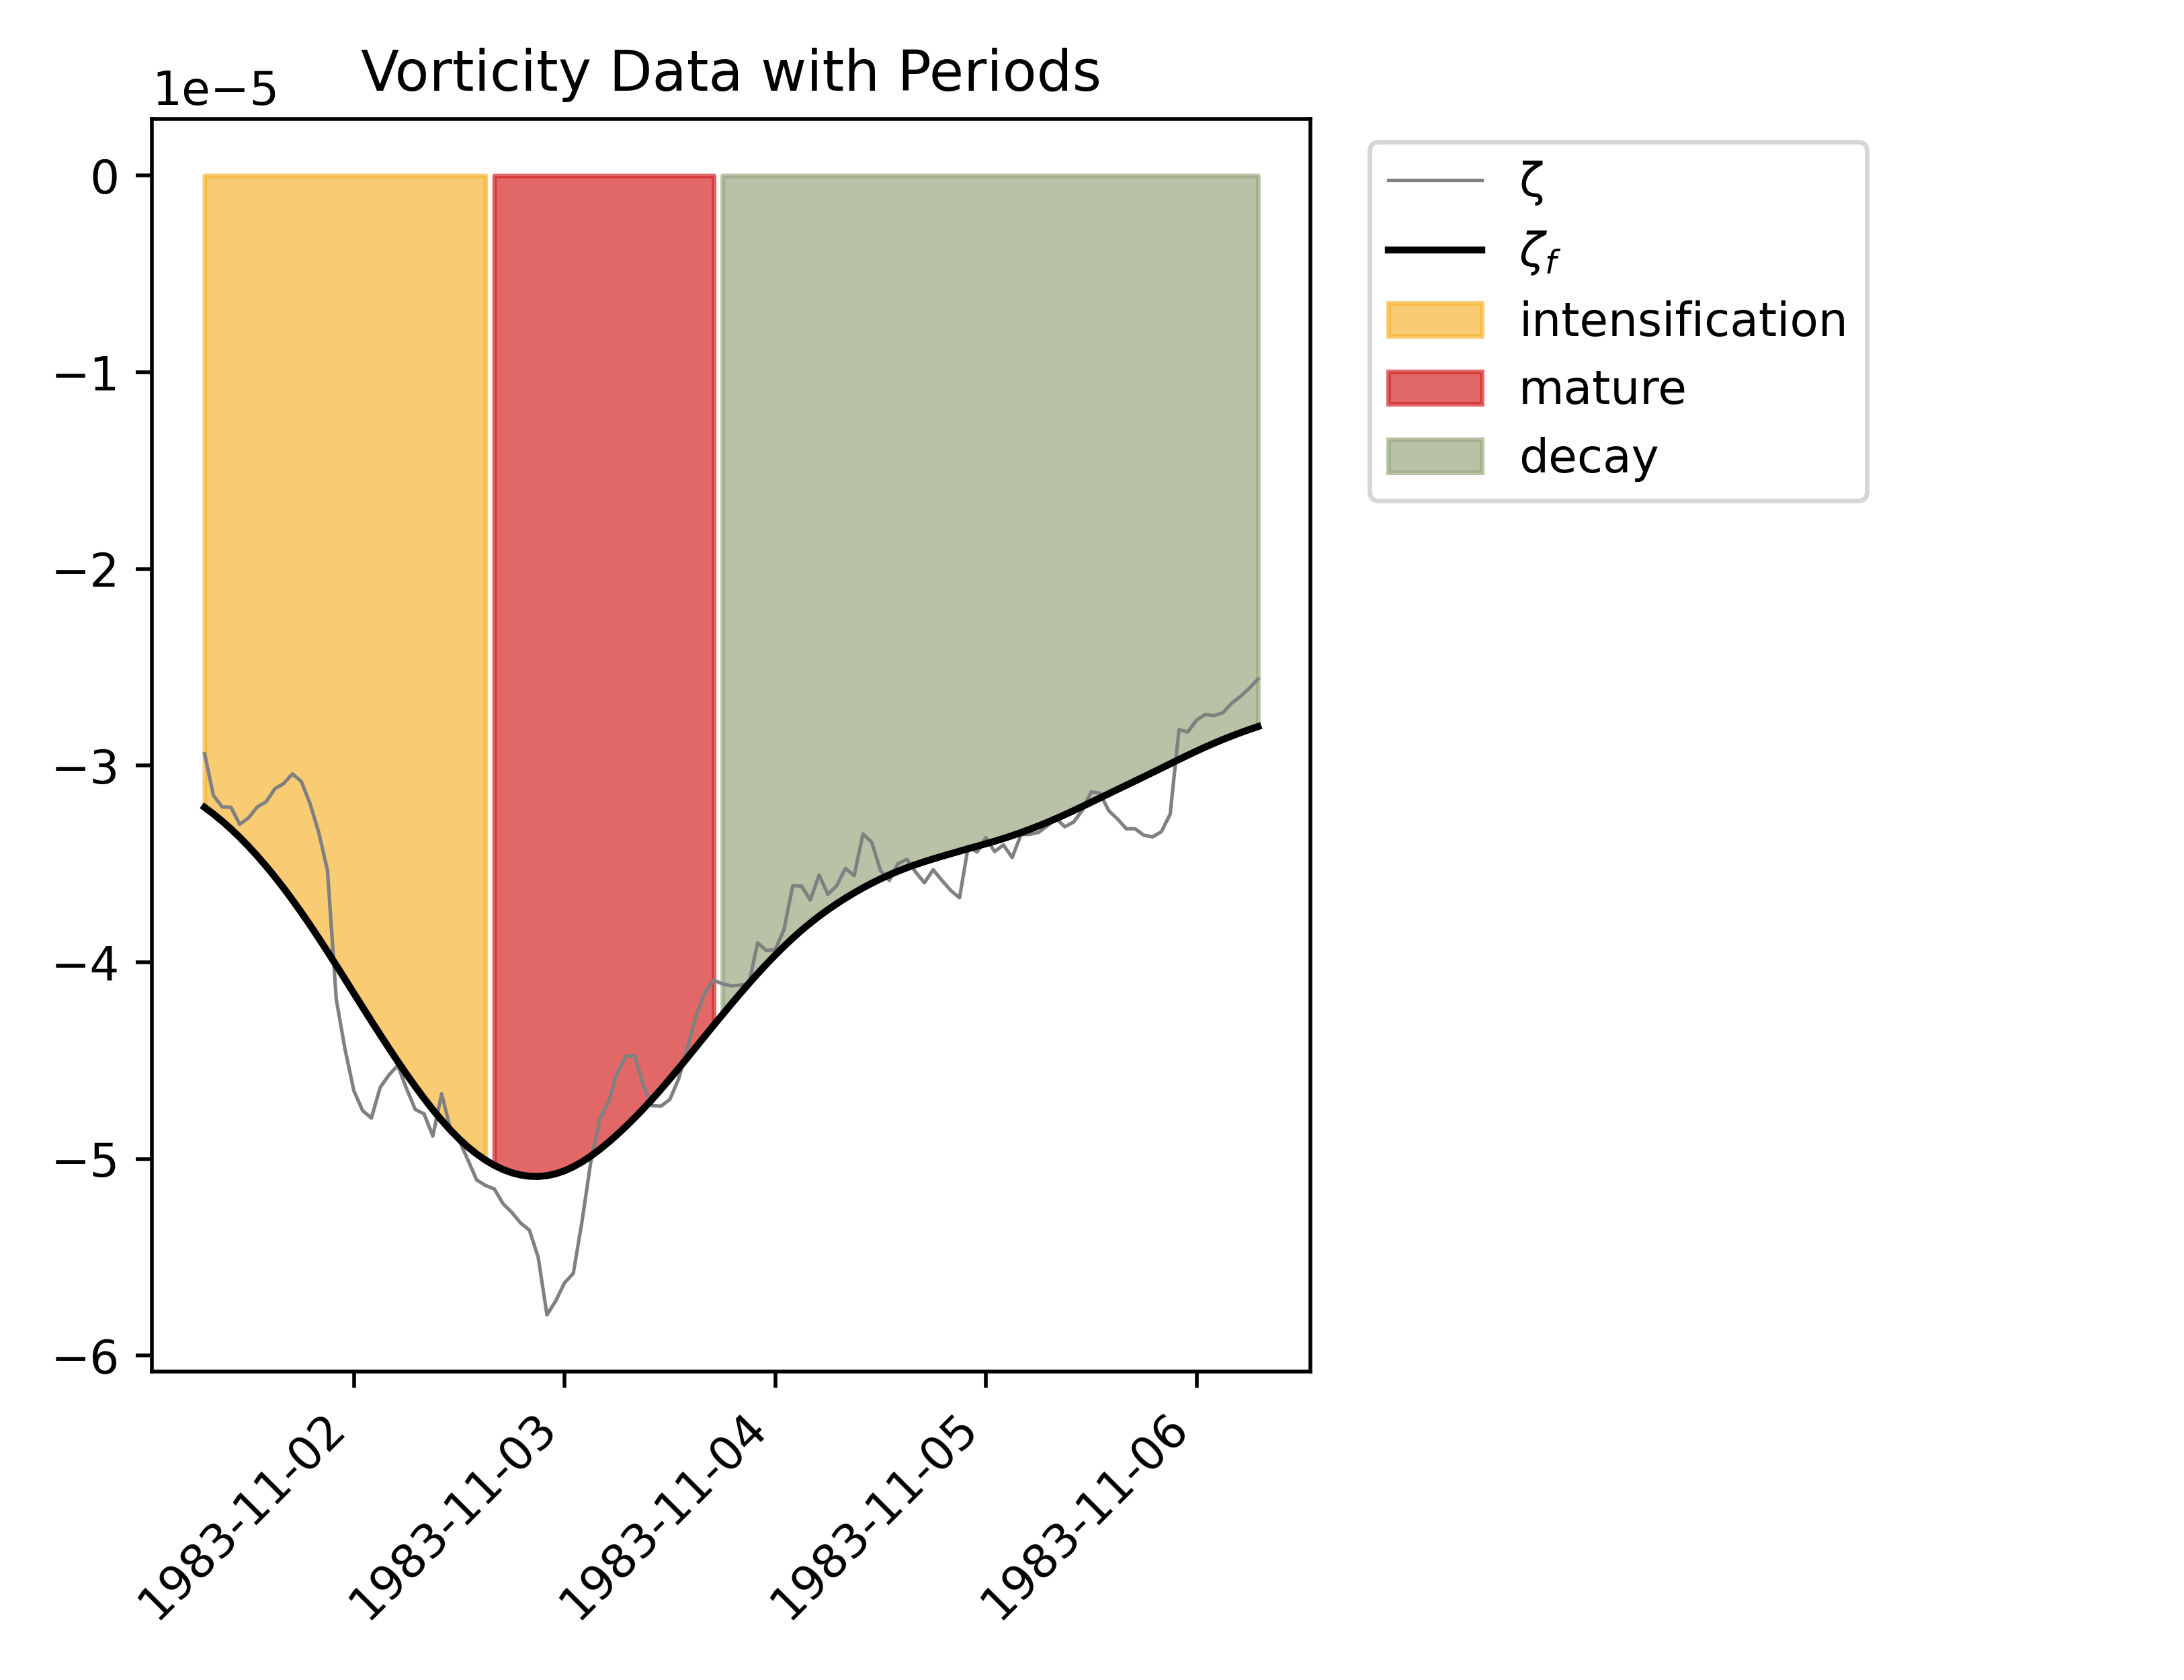 Vorticity Data with Periods
1e−5
0
−1
−2
−3
−4
−5
−6
1983-11-02
1983-11-03
1983-11-04
1983-11-05
1983-11-06
ζ
ζf
intensification
mature
decay